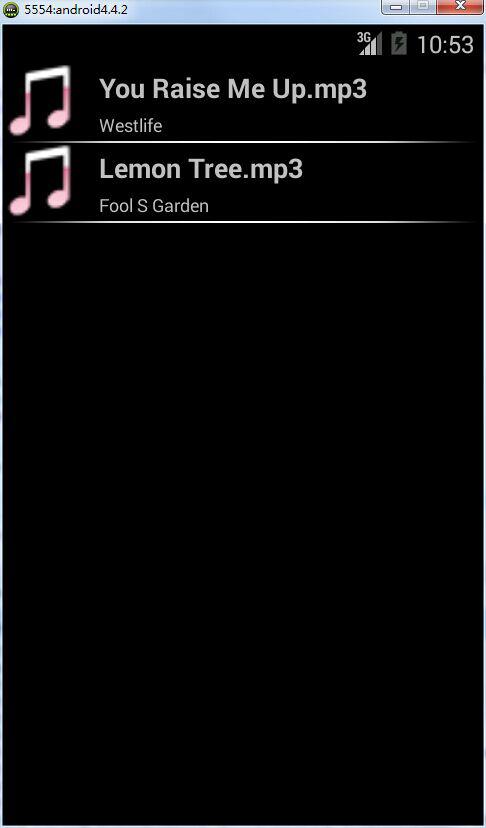 5554:android4.4.2
3G 10:53
You Raise Me Up.mp3
Westlife
Lemon Tree.mp3
Fool S Garden